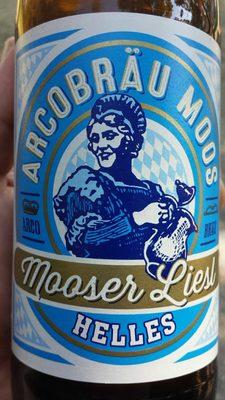 ARCOBRÄU MOOS
ARCO
BRÄU
Mooser Liesl
HELLES